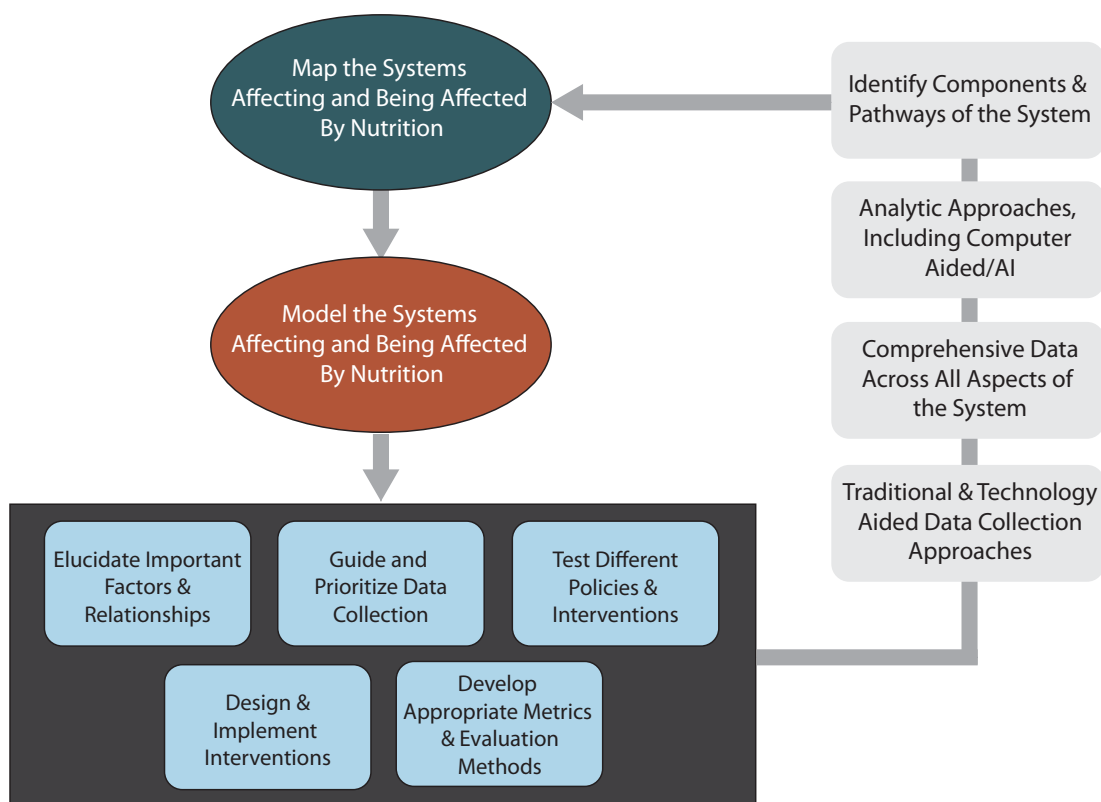 Map the Systems
Affecting and Being Affected
By Nutrition
Identify Components &
Pathways of the System
Analytic Approaches,
Including Computer
Aided/AI
Model the Systems
Affecting and Being Affected
By Nutrition
Comprehensive Data
Across All Aspects of
the System
Traditional & Technology
Aided Data Collection
Approaches
Elucidate Important
Factors &
Relationships
Guide and
Prioritize Data
Collection
Test Different
Policies &
Interventions
Design &
Implement
Interventions
Develop
Appropriate Metrics
& Evaluation
Methods